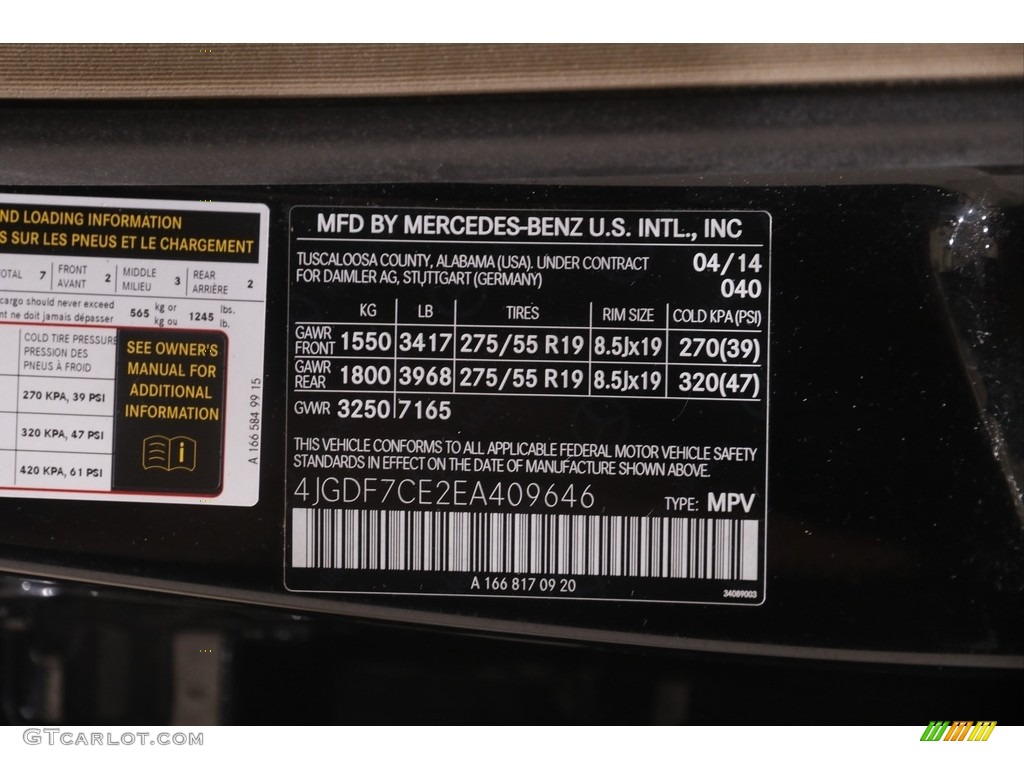 ND LOADING INFORMATION
S SUR LES PNEUS ET LE CHARGEMENT
OTAL 7 FRONT AVANT 2 MIDDLE MILIEU 3 REAR ARRIÈRE 2
cargo should never exceed
nt ne doit jamais dépasser 565 kg or kg ou 1245 lbs. lb.
COLD TIRE PRESSURE
PRESSION DES
PNEUS À FROID
270 KPA, 39 PSI
320 KPA, 47 PSI
420 KPA, 61 PSI
SEE OWNER'S
MANUAL FOR
ADDITIONAL
INFORMATION
A 166 584 99 15
MFD BY MERCEDES-BENZ U.S. INTL., INC
TUSCALOOSA COUNTY, ALABAMA (USA). UNDER CONTRACT
FOR DAIMLER AG, STUTTGART (GERMANY)
04/14
040
KG LB TIRES RIM SIZE COLD KPA(PSI)
GAWR FRONT 1550 3417 275/55 R19 8.5Jx19 270(39)
GAWR REAR 1800 3968 275/55 R19 8.5Jx19 320(47)
GVWR 3250 7165
THIS VEHICLE CONFORMS TO ALL APPLICABLE FEDERAL MOTOR VEHICLE SAFETY
STANDARDS IN EFFECT ON THE DATE OF MANUFACTURE SHOWN ABOVE.
4JGDF7CE2EA409646 TYPE: MPV
A 166 817 09 20
34089003
GTcarlot.com